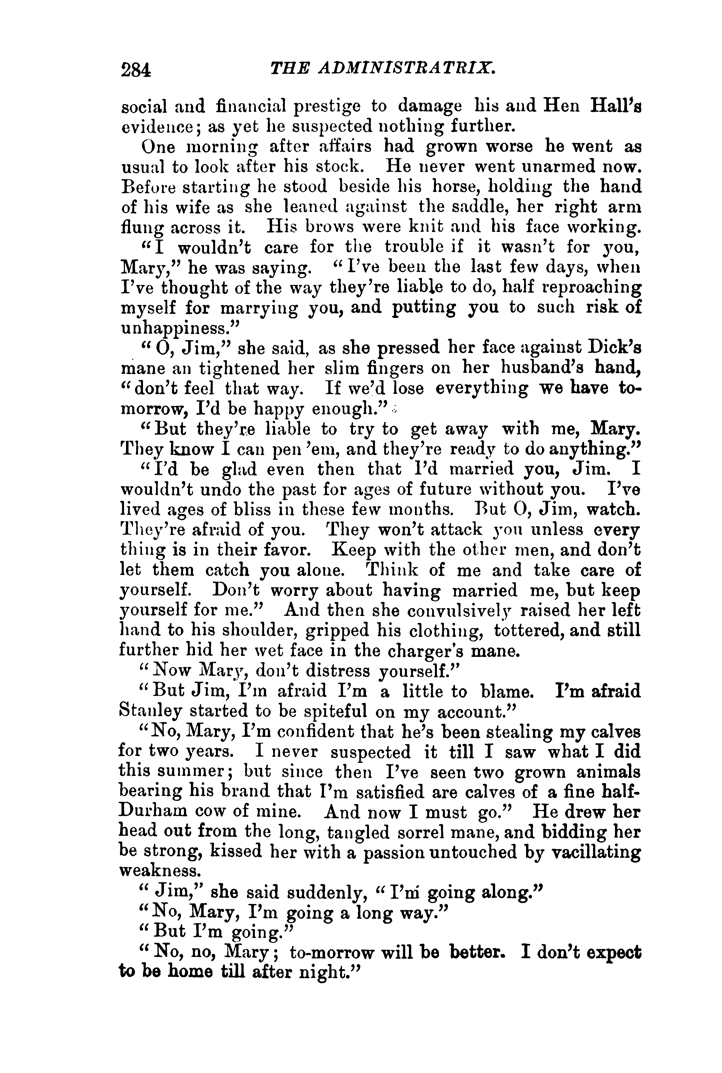 284 THE ADMINISTRATRIX.
social and financial prestige to damage his and Hen Hall's
evidence; as yet he suspected nothing further.
One morning after affairs had grown worse he went as
usual to look after his stock. He never went unarmed now.
Before starting he stood beside his horse, holding the hand
of his wife as she leaned against the saddle, her right arm
flung across it. His brows were knit and his face working.
"I wouldn't care for the trouble if it wasn't for you,
Mary," he was saying. "I've been the last few days, when
I've thought of the way they're liable to do, half reproaching
myself for marrying you, and putting you to such risk of
unhappiness."
"O, Jim," she said, as she pressed her face against Dick's
mane an tightened her slim fingers on her husband's hand,
"don't feel that way. If we'd lose everything we have to-
morrow, I'd be happy enough."
"But they're liable to try to get away with me, Mary.
They know I can pen 'em, and they're ready to do anything."
"I'd be glad even then that I'd married you, Jim. I
wouldn't undo the past for ages of future without you. I've
lived ages of bliss in these few months. But O, Jim, watch.
They're afraid of you. They won't attack you unless every
thing is in their favor. Keep with the other men, and don't
let them catch you alone. Think of me and take care of
yourself. Don't worry about having married me, but keep
yourself for me." And then she convulsively raised her left
hand to his shoulder, gripped his clothing, tottered, and still
further hid her wet face in the charger's mane.
"Now Mary, don't distress yourself."
"But Jim, I'm afraid I'm a little to blame. I'm afraid
Stanley started to be spiteful on my account."
"No, Mary, I'm confident that he's been stealing my calves
for two years. I never suspected it till I saw what I did
this summer; but since then I've seen two grown animals
bearing his brand that I'm satisfied are calves of a fine half-
Durham cow of mine. And now I must go." He drew her
head out from the long, tangled sorrel mane, and bidding her
be strong, kissed her with a passion untouched by vacillating
weakness.
"Jim," she said suddenly, "I'm going along."
"No, Mary, I'm going a long way."
"But I'm going."
"No, no, Mary; to-morrow will be better. I don't expect
to be home till after night."